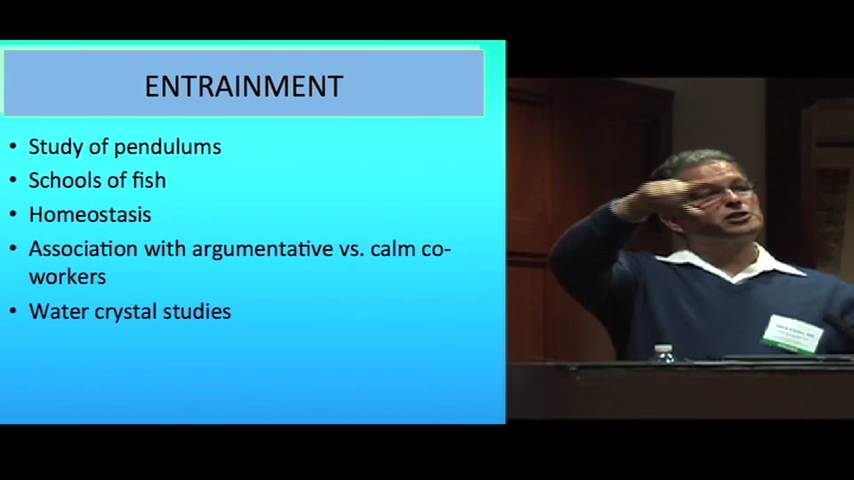 ENTRAINMENT
• Study of pendulums
• Schools of fish
• Homeostasis
• Association with argumentative vs. calm co-
workers
• Water crystal studies